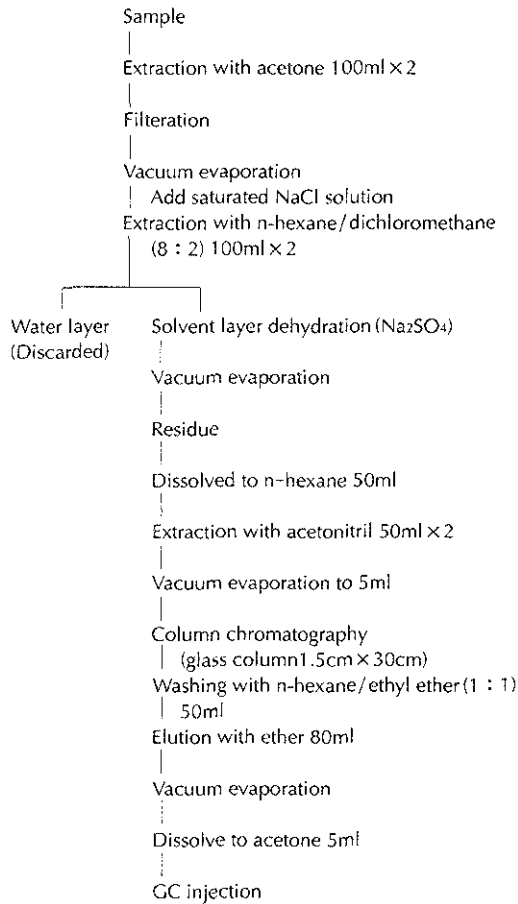 Sample
Extraction with acetone 100ml×2
Filteration
Vacuum evaporation
Add saturated NaCl solution
Extraction with n-hexane/dichloromethane
(8 : 2) 100ml×2
Water layer
(Discarded)
Solvent layer dehydration (Na₂SO₄)
Vacuum evaporation
Residue
Dissolved to n-hexane 50ml
Extraction with acetonitril 50ml×2
Vacuum evaporation to 5ml
Column chromatography
(glass column1.5cm×30cm)
Washing with n-hexane/ethyl ether(1 : 1)
50ml
Elution with ether 80ml
Vacuum evaporation
Dissolve to acetone 5ml
GC injection